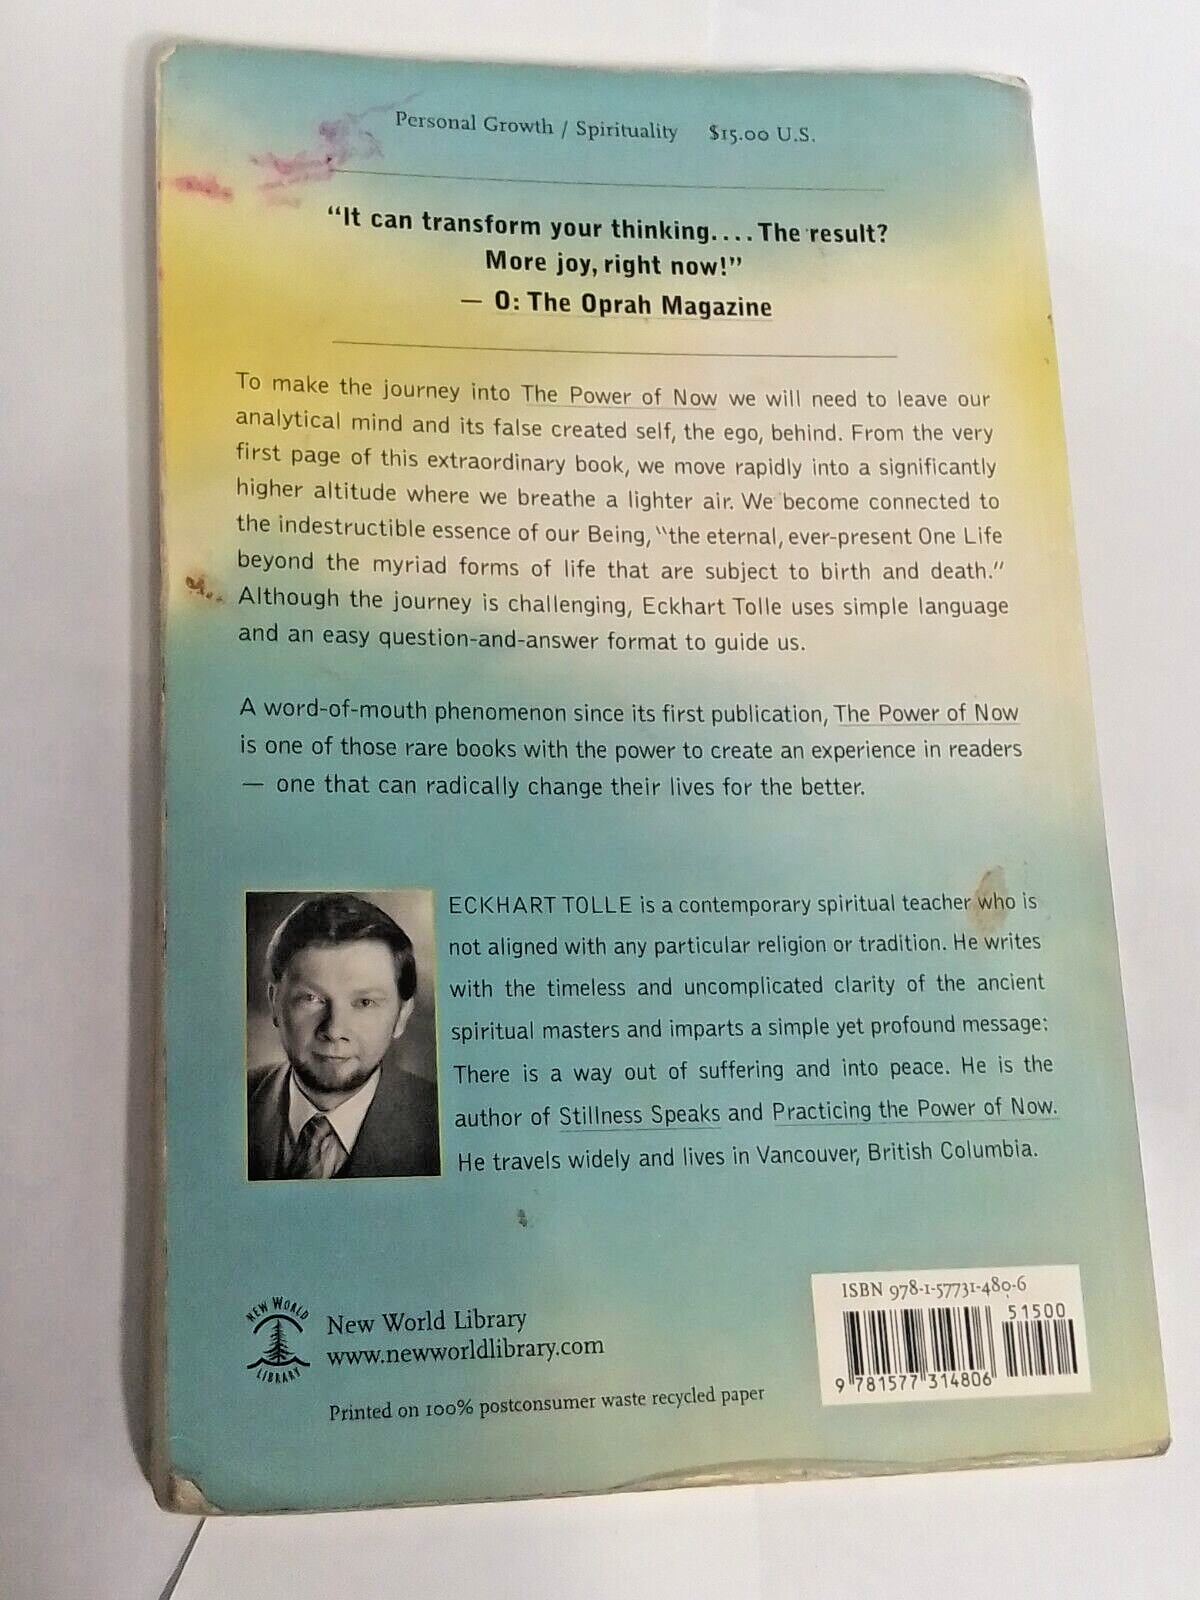 Personal Growth / Spirituality $15.00 U.S.
“It can transform your thinking.... The result?
More joy, right now!”
— O: The Oprah Magazine
To make the journey into The Power of Now we will need to leave our
analytical mind and its false created self, the ego, behind. From the very
first page of this extraordinary book, we move rapidly into a significantly
higher altitude where we breathe a lighter air. We become connected to
the indestructible essence of our Being, “the eternal, ever-present One Life
beyond the myriad forms of life that are subject to birth and death.”
Although the journey is challenging, Eckhart Tolle uses simple language
and an easy question-and-answer format to guide us.
A word-of-mouth phenomenon since its first publication, The Power of Now
is one of those rare books with the power to create an experience in readers
— one that can radically change their lives for the better.
ECKHART TOLLE is a contemporary spiritual teacher who is
not aligned with any particular religion or tradition. He writes
with the timeless and uncomplicated clarity of the ancient
spiritual masters and imparts a simple yet profound message:
There is a way out of suffering and into peace. He is the
author of Stillness Speaks and Practicing the Power of Now.
He travels widely and lives in Vancouver, British Columbia.
NEW WORLD
LIBRARY
New World Library
www.newworldlibrary.com
Printed on 100% postconsumer waste recycled paper
ISBN 978-1-57731-480-6
51500
9 781577 314806